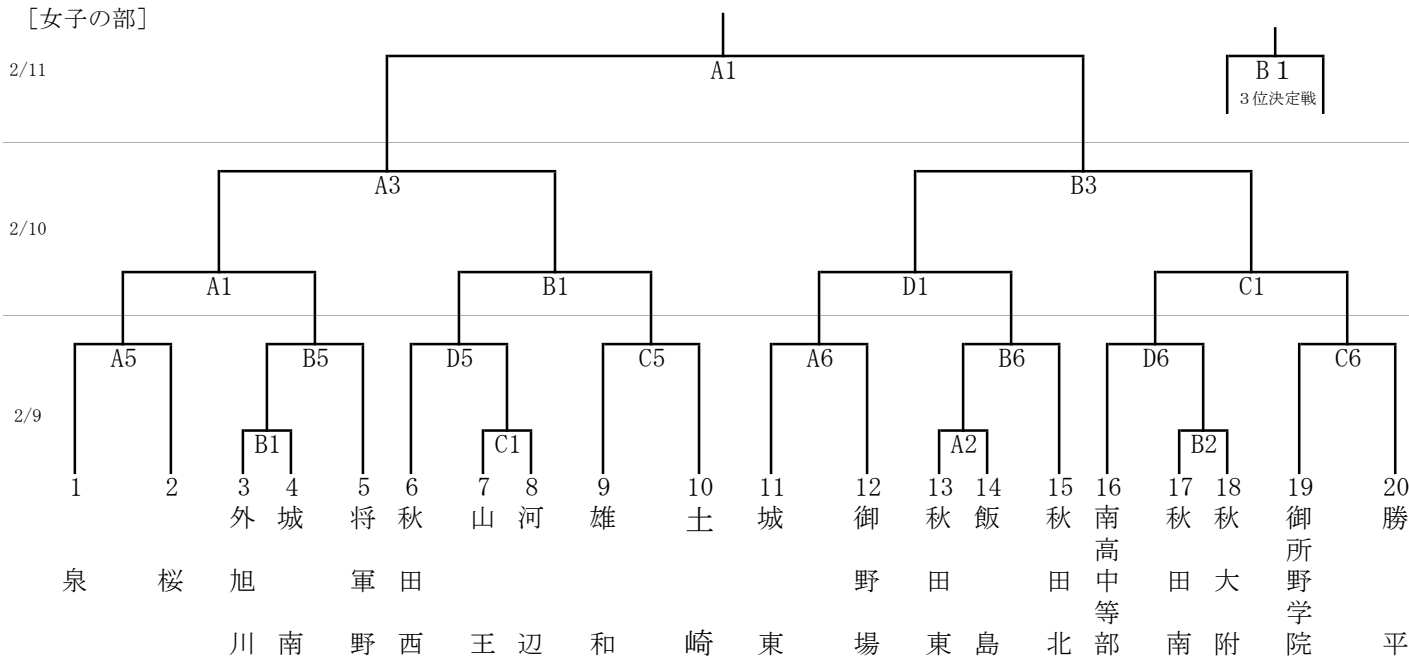 ［女子の部］
2/11
A1
B１
３位決定戦
A3
B3
2/10
A1
B1
D1
C1
A5
B5
D5
C5
A6
B6
D6
C6
2/9
B1
C1
A2
B2
1 2 3 4 5 6 7 8 9 10 11 12 13 14 15 16 17 18 19 20
泉
桜
外旭川
城南
将軍野
秋田西
山王
河辺
雄和
土崎
城東
御野場
秋田東
飯島
秋田北
南高中等部
秋田南
秋大附
御所野学院
勝平